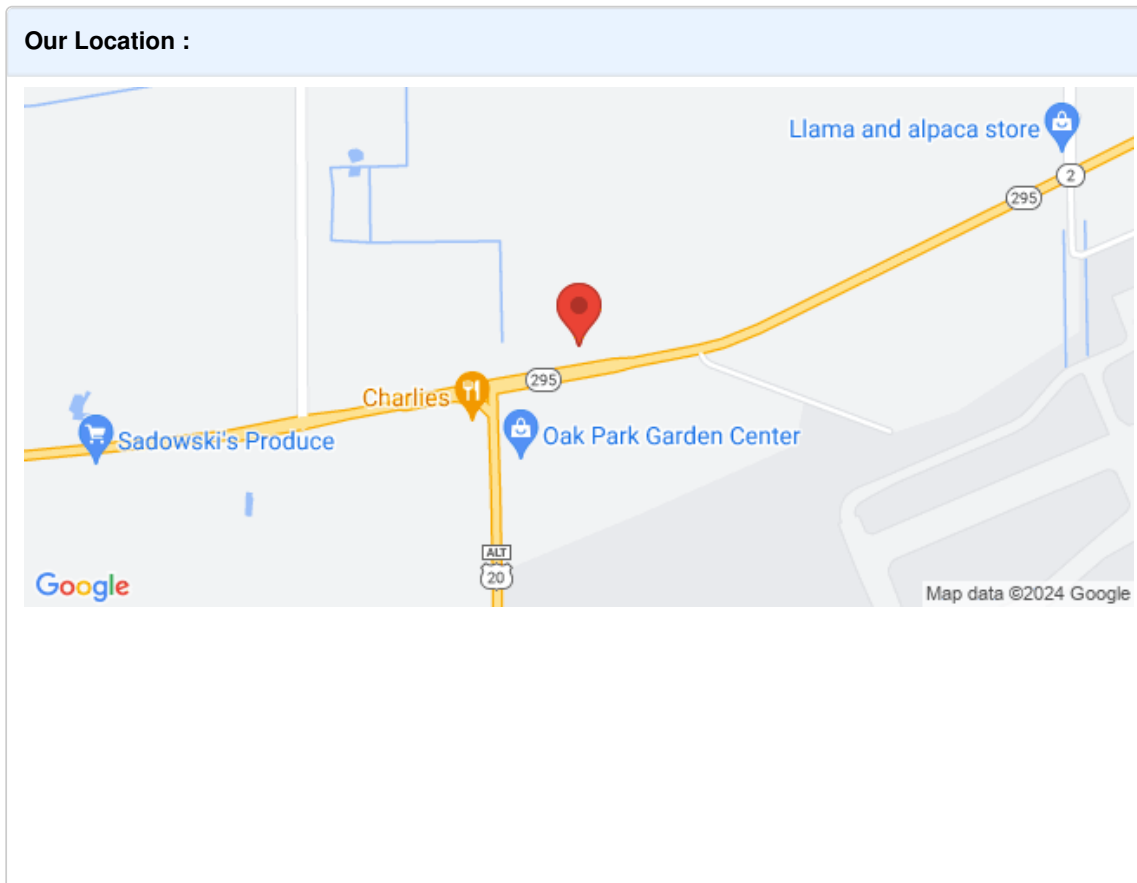 Our Location :
Llama and alpaca store
2
295
295
Charlies
Sadowski's Produce
Oak Park Garden Center
ALT
20
Google
Map data ©2024 Google